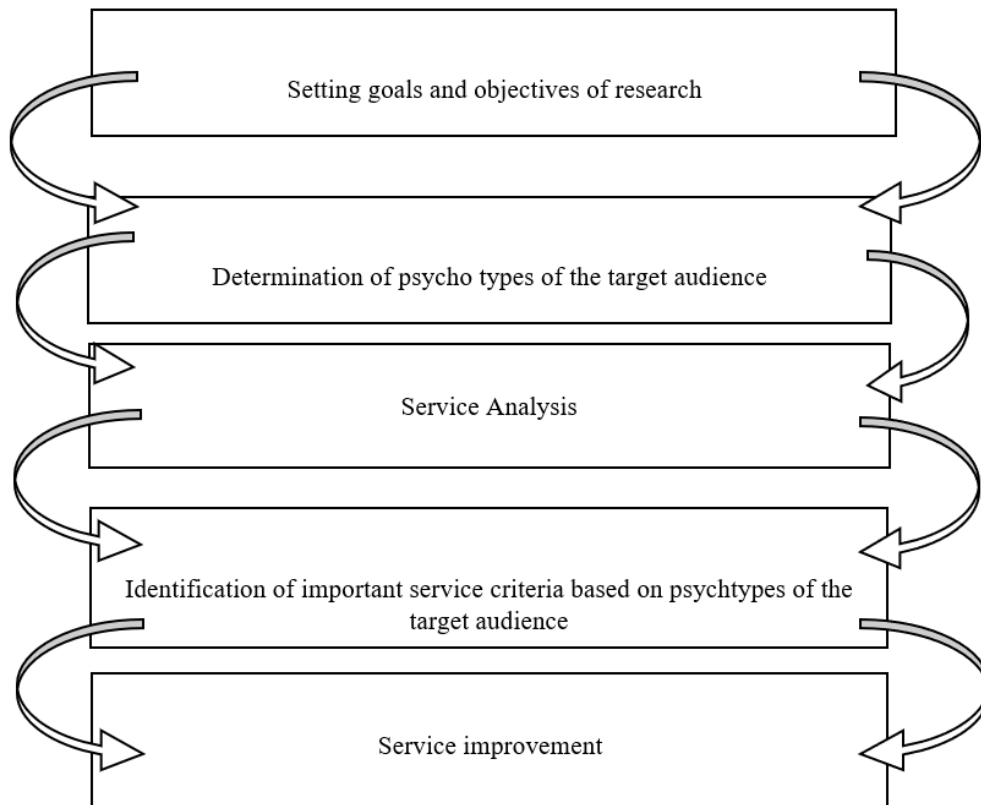 Setting goals and objectives of research
Determination of psycho types of the target audience
Service Analysis
Identification of important service criteria based on psychtypes of the
target audience
Service improvement